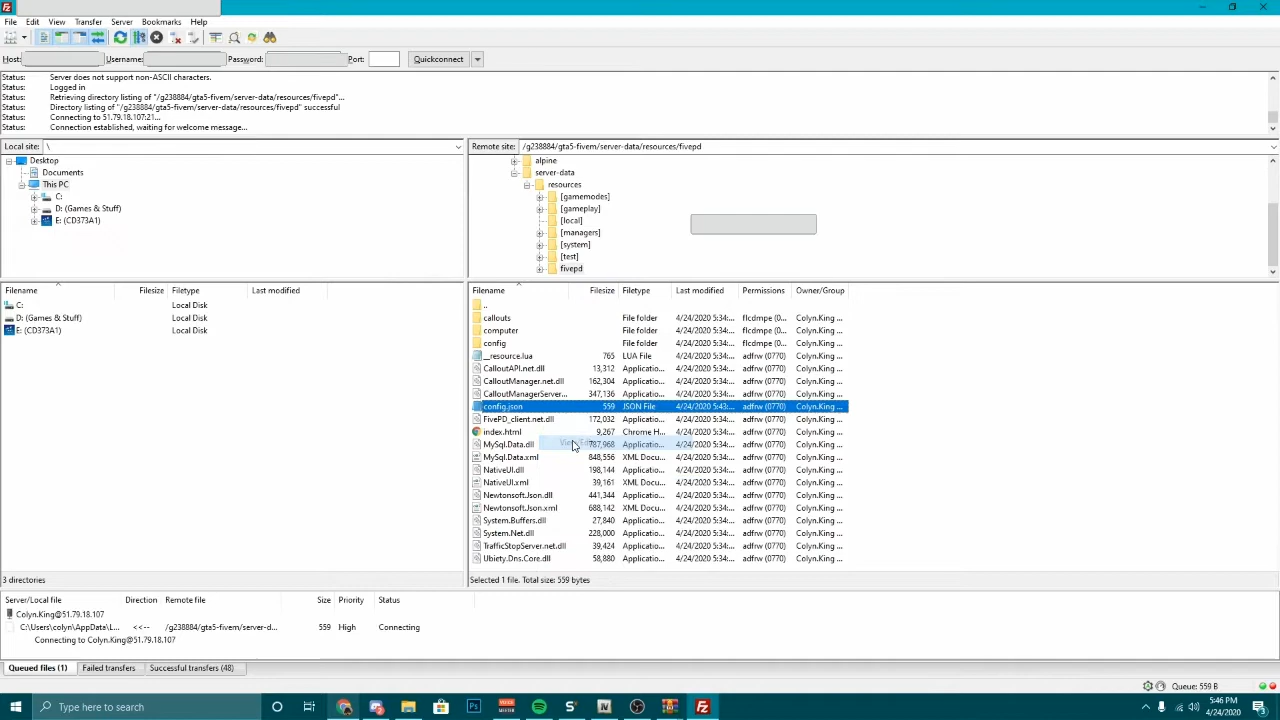 File Edit View Transfer Server Bookmarks Help
Host: Username: Password: Port: Quickconnect
Status: Server does not support non-ASCII characters.
Status: Logged in
Status: Retrieving directory listing of "/g238884/gta5-fivem/server-data/resources/fivepd"...
Status: Directory listing of "/g238884/gta5-fivem/server-data/resources/fivepd" successful
Status: Connecting to 51.79.18.107:21...
Status: Connection established, waiting for welcome message...
Local site: \
Desktop
Documents
This PC
C:
D: (Games & Stuff)
E: (CD373A1)
Remote site: /g238884/gta5-fivem/server-data/resources/fivepd
alpine
server-data
resources
[gamemodes]
[gameplay]
[local]
[managers]
[system]
[test]
fivepd
Filename Filesize Filetype Last modified
C: Local Disk
D: (Games & Stuff) Local Disk
E: (CD373A1) Local Disk
3 directories
Filename Filesize Filetype Last modified Permissions Owner/Group
..
callouts File folder 4/24/2020 5:34:... flcdmpe (0... Colyn.King ...
computer File folder 4/24/2020 5:34:... flcdmpe (0... Colyn.King ...
config File folder 4/24/2020 5:34:... flcdmpe (0... Colyn.King ...
__resource.lua 765 LUA File 4/24/2020 5:34:... adfrw (0770) Colyn.King ...
CalloutAPI.net.dll 13,312 Applicatio... 4/24/2020 5:34:... adfrw (0770) Colyn.King ...
CalloutManager.net.dll 162,304 Applicatio... 4/24/2020 5:34:... adfrw (0770) Colyn.King ...
CalloutManagerServer... 347,136 Applicatio... 4/24/2020 5:34:... adfrw (0770) Colyn.King ...
config.json 559 JSON File 4/24/2020 5:43:... adfrw (0770) Colyn.King ...
FivePD_client.net.dll 172,032 Applicatio... 4/24/2020 5:34:... adfrw (0770) Colyn.King ...
index.html 9,267 Chrome H... 4/24/2020 5:34:... adfrw (0770) Colyn.King ...
MySql.Data.dll 787,968 Applicatio... 4/24/2020 5:34:... adfrw (0770) Colyn.King ...
MySql.Data.xml 848,556 XML Docu... 4/24/2020 5:34:... adfrw (0770) Colyn.King ...
NativeUI.dll 198,144 Applicatio... 4/24/2020 5:34:... adfrw (0770) Colyn.King ...
NativeUI.xml 39,161 XML Docu... 4/24/2020 5:34:... adfrw (0770) Colyn.King ...
Newtonsoft.Json.dll 441,344 Applicatio... 4/24/2020 5:34:... adfrw (0770) Colyn.King ...
Newtonsoft.Json.xml 688,142 XML Docu... 4/24/2020 5:34:... adfrw (0770) Colyn.King ...
System.Buffers.dll 27,840 Applicatio... 4/24/2020 5:34:... adfrw (0770) Colyn.King ...
System.Net.dll 228,000 Applicatio... 4/24/2020 5:34:... adfrw (0770) Colyn.King ...
TrafficStopServer.net.dll 39,424 Applicatio... 4/24/2020 5:34:... adfrw (0770) Colyn.King ...
Ubiety.Dns.Core.dll 58,880 Applicatio... 4/24/2020 5:34:... adfrw (0770) Colyn.King ...
Selected 1 file. Total size: 559 bytes
Server/Local file Direction Remote file Size Priority Status
Colyn.King@51.79.18.107
C:\Users\colyn\AppData\L... <<-- /g238884/gta5-fivem/server-d... 559 High Connecting
Connecting to Colyn.King@51.79.18.107
Queued files (1) Failed transfers Successful transfers (48)
Queue: 559 B
Type here to search
5:46 PM
4/24/2020